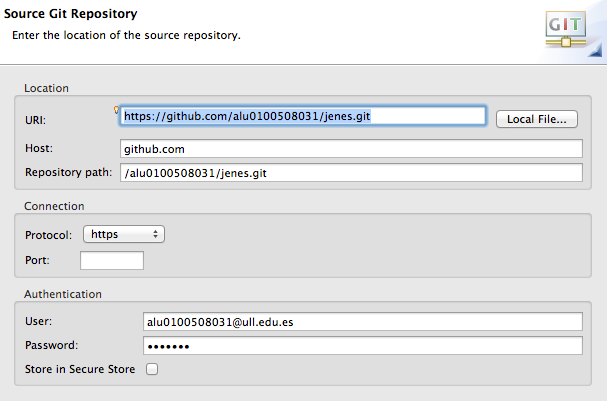 Source Git Repository
Enter the location of the source repository.
GIT
Location
URI: https://github.com/alu0100508031/jenes.git Local File...
Host: github.com
Repository path: /alu0100508031/jenes.git
Connection
Protocol: https
Port:
Authentication
User: alu0100508031@ull.edu.es
Password: •••••••
Store in Secure Store